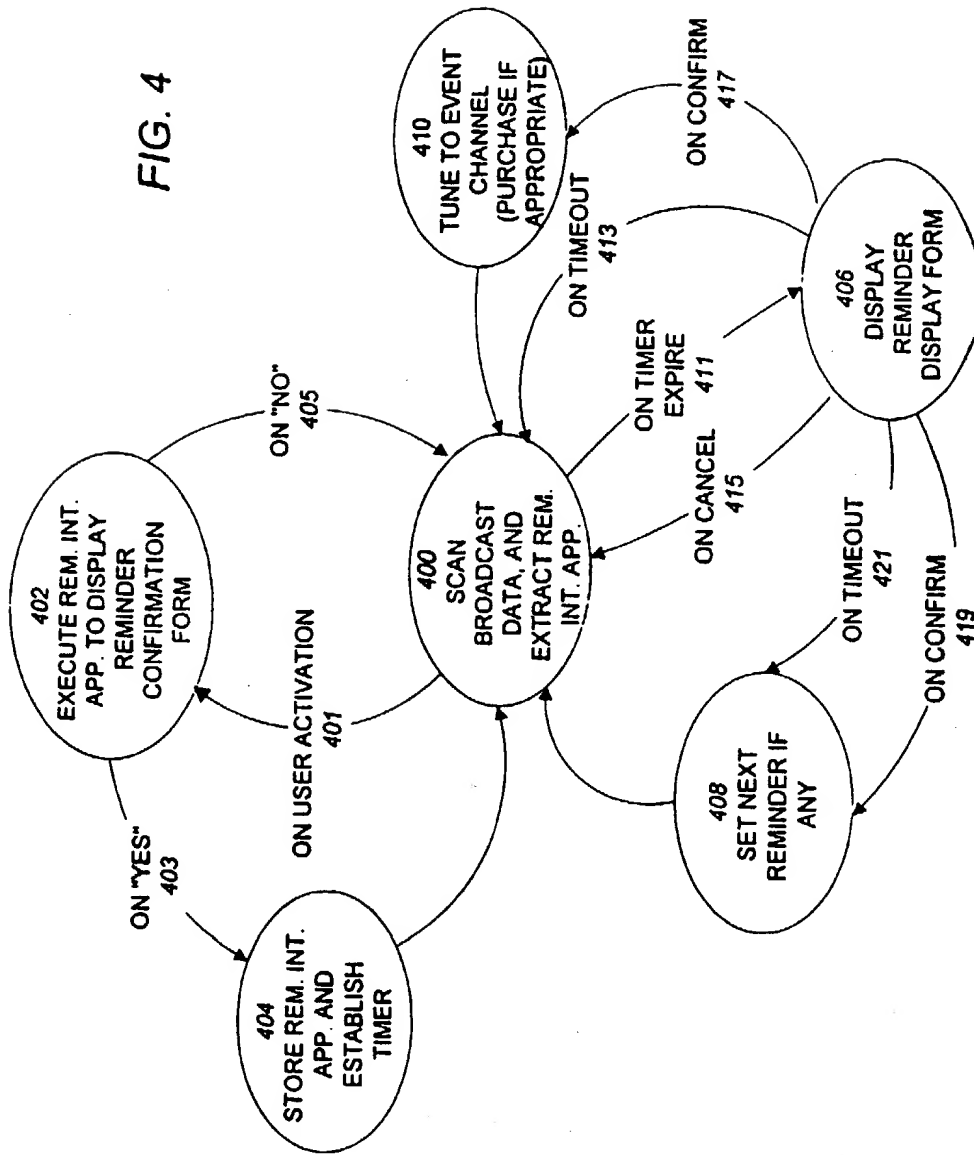 FIG. 4
402
EXECUTE REM. INT.
APP. TO DISPLAY
REMINDER
CONFIRMATION
FORM
ON "YES"
403
ON "NO"
405
ON USER ACTIVATION
401
404
STORE REM. INT.
APP. AND
ESTABLISH
TIMER
400
SCAN
BROADCAST
DATA, AND
EXTRACT REM.
INT. APP.
410
TUNE TO EVENT
CHANNEL
(PURCHASE IF
APPROPRIATE)
ON TIMEOUT
413
ON CONFIRM
417
ON TIMER
EXPIRE
411
ON CANCEL
415
406
DISPLAY
REMINDER
DISPLAY FORM
408
SET NEXT
REMINDER IF
ANY
ON TIMEOUT
421
ON CONFIRM
419